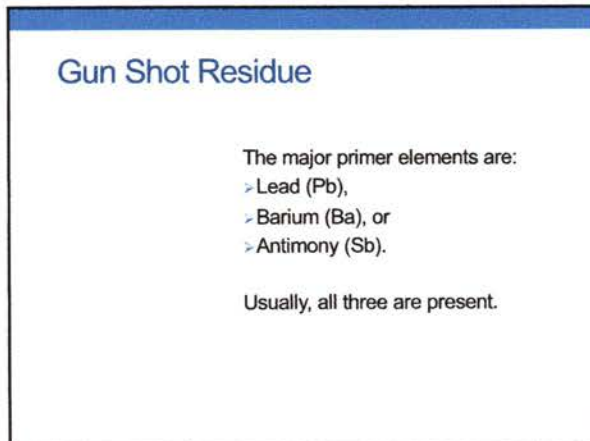 Gun Shot Residue
The major primer elements are:
➢Lead (Pb),
➢Barium (Ba), or
➢Antimony (Sb).
Usually, all three are present.